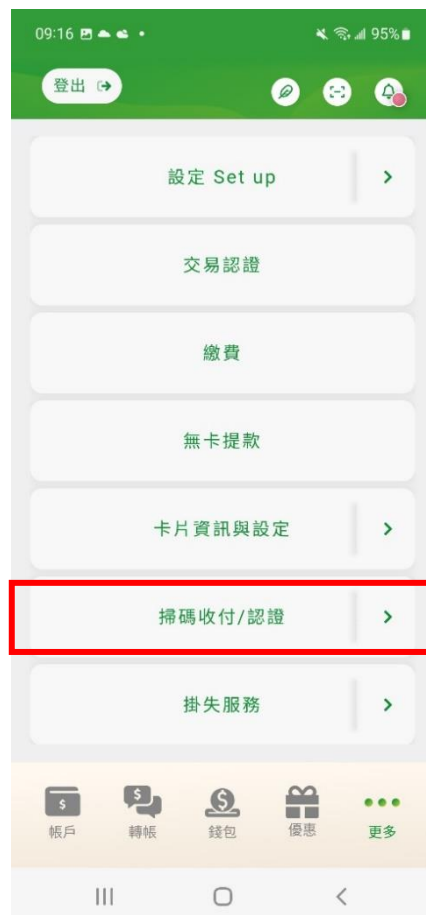 09:16 95%
登出
設定 Set up
交易認證
繳費
無卡提款
卡片資訊與設定
掃碼收付/認證
掛失服務
帳戶 轉帳 錢包 優惠 更多